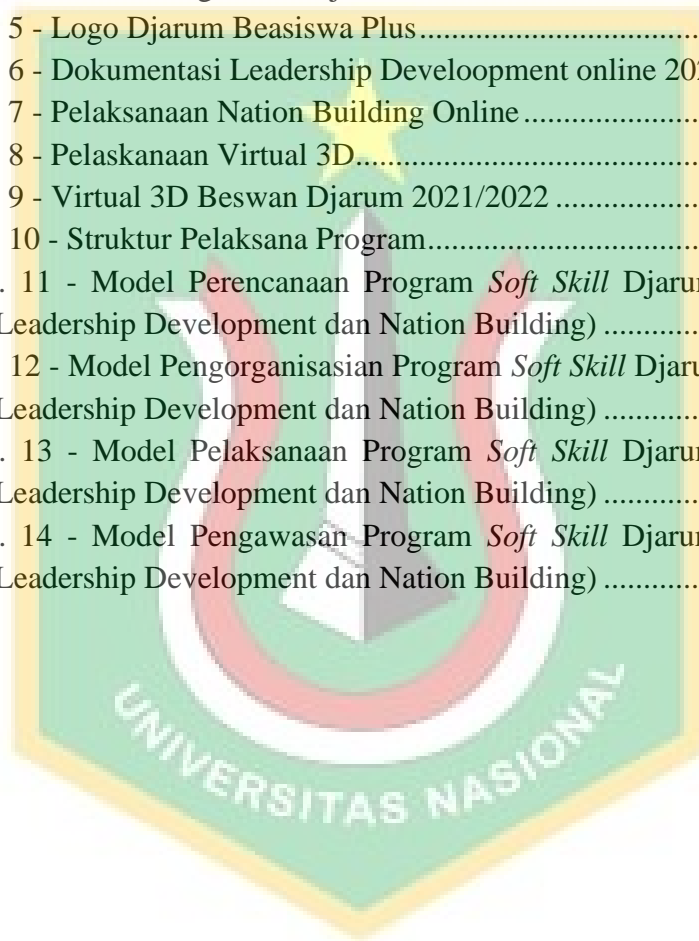 5 - Logo Djarum Beasiswa Plus....................................
6 - Dokumentasi Leadership Develoopment online
7 - Pelaksanaan Nation Building Online......................
8 - Pelaskanaan Virtual 3D...........................................
9 - Virtual 3D Beswan Djarum 2021/2022 ..................
10 - Struktur Pelaksana Program..................................
. 11 - Model Perencanaan Program Soft Skill Djarum
Leadership Development dan Nation Building) ............
12 - Model Pengorganisasian Program Soft Skill
Leadership Development dan Nation Building) ............
. 13 - Model Pelaksanaan Program Soft Skill Djarum
Leadership Development dan Nation Building) ............
. 14 - Model Pengawasan Program Soft Skill Djarum
Leadership Development dan Nation Building) ............
UNIVERSITAS NASIONAL